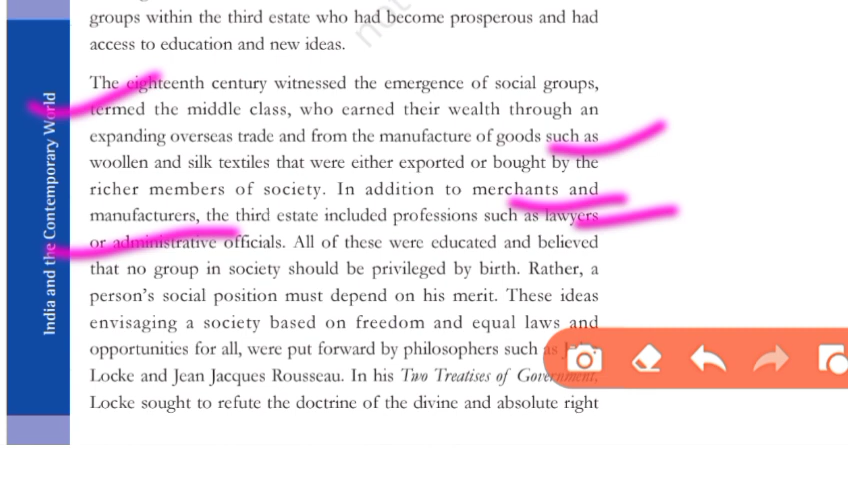 groups within the third estate who had become prosperous and had
access to education and new ideas.
The eighteenth century witnessed the emergence of social groups,
termed the middle class, who earned their wealth through an
expanding overseas trade and from the manufacture of goods such as
woollen and silk textiles that were either exported or bought by the
richer members of society. In addition to merchants and
manufacturers, the third estate included professions such as lawyers
or administrative officials. All of these were educated and believed
that no group in society should be privileged by birth. Rather, a
person's social position must depend on his merit. These ideas
envisaging a society based on freedom and equal laws and
opportunities for all, were put forward by philosophers such as
Locke and Jean Jacques Rousseau. In his Two Treatises of Government,
Locke sought to refute the doctrine of the divine and absolute right
India and the Contemporary World
not